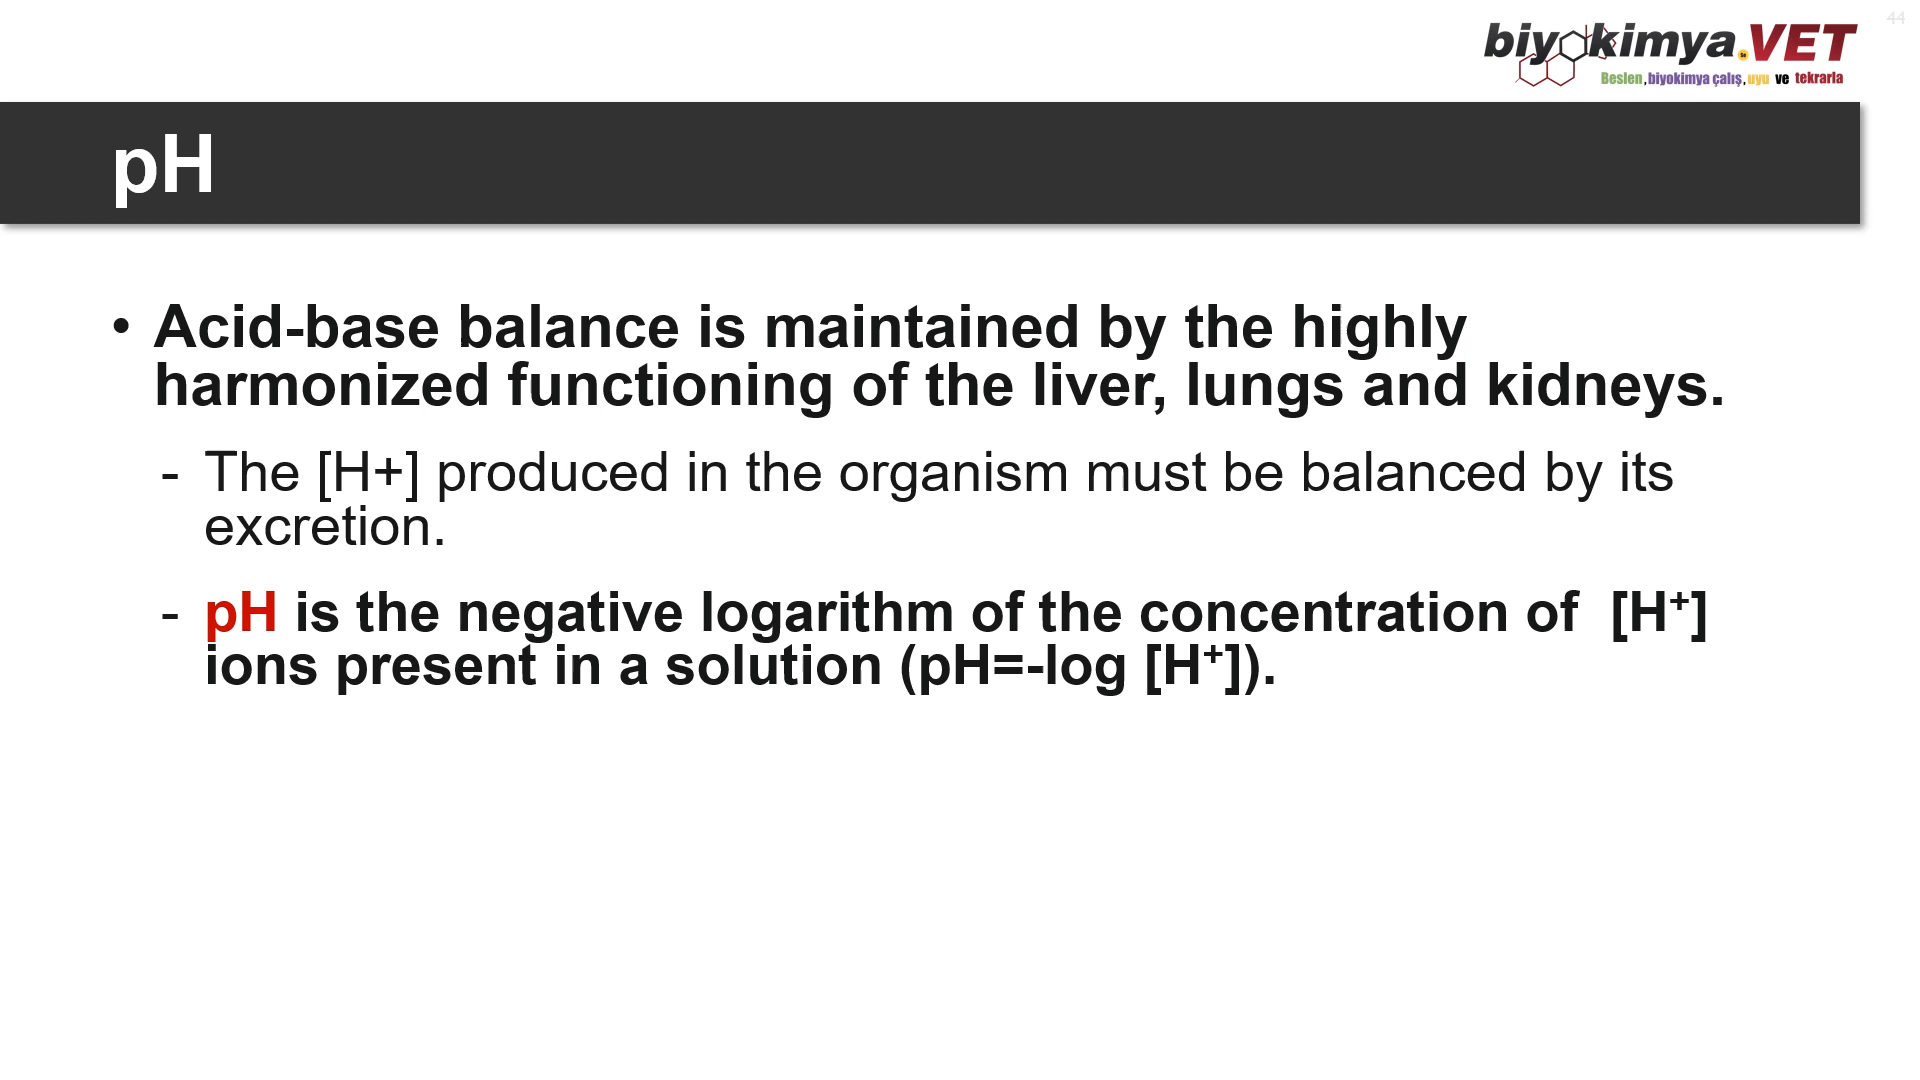 44
biyokimya.VET
Beslen, biyokimya çalış, uyu ve tekrarla
pH
• Acid-base balance is maintained by the highly
harmonized functioning of the liver, lungs and kidneys.
- The [H+] produced in the organism must be balanced by its
excretion.
- pH is the negative logarithm of the concentration of [H⁺]
ions present in a solution (pH=-log [H⁺]).